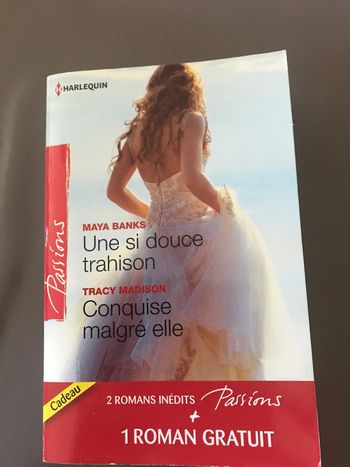 HARLEQUIN
MAYA BANKS
Une si douce
trahison
TRACY MADISON
Conquise
malgré elle
Passions
Cadeau
2 ROMANS INÉDITS Passions
+
1 ROMAN GRATUIT